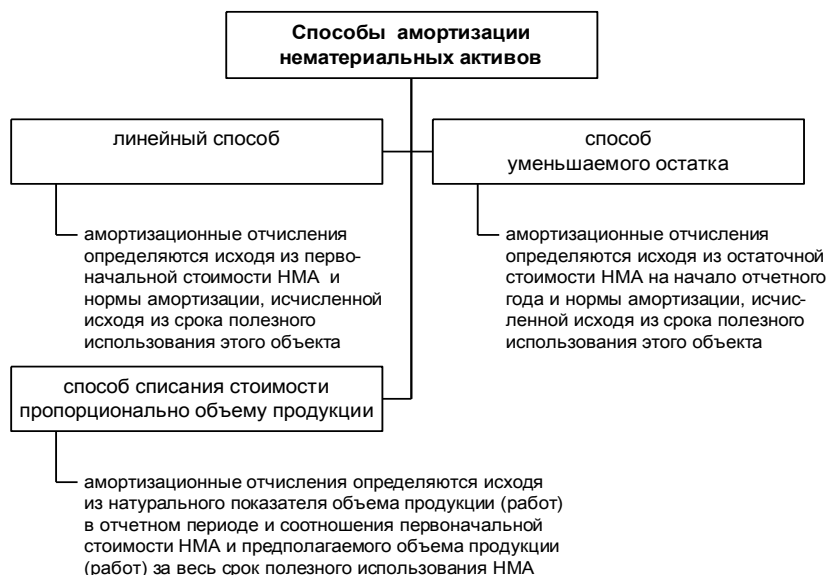 Способы амортизации
нематериальных активов
линейный способ
способ
уменьшаемого остатка
амортизационные отчисления
определяются исходя из перво-
начальной стоимости НМА и
нормы амортизации, исчисленной
исходя из срока полезного
использования этого объекта
амортизационные отчисления
определяются исходя из остаточной
стоимости НМА на начало отчетного
года и нормы амортизации, исчис-
ленной исходя из срока полезного
использования этого объекта
способ списания стоимости
пропорционально объему продукции
амортизационные отчисления определяются исходя
из натурального показателя объема продукции (работ)
в отчетном периоде и соотношения первоначальной
стоимости НМА и предполагаемого объема продукции
(работ) за весь срок полезного использования НМА